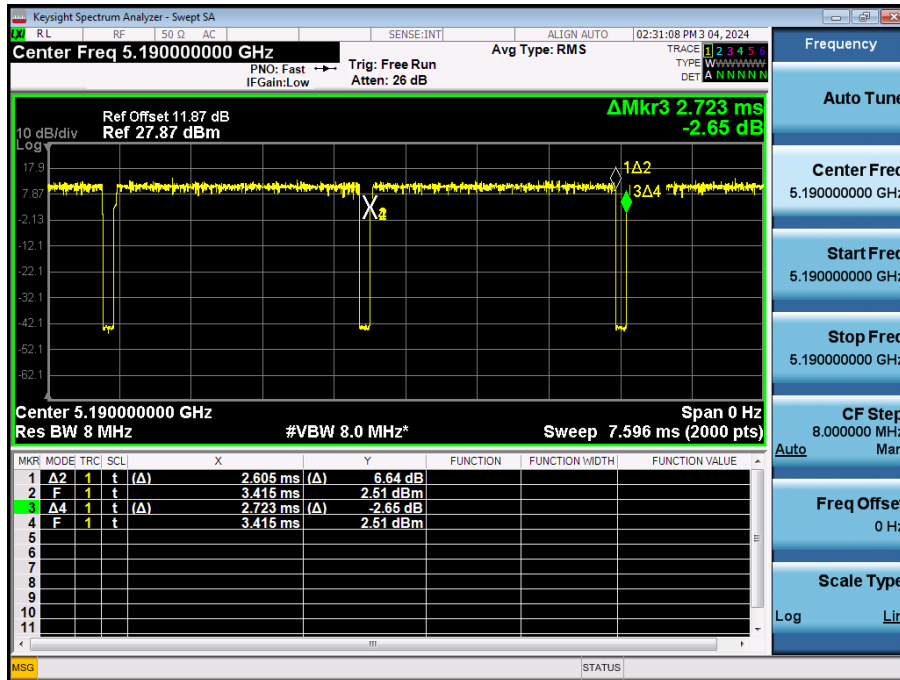 Keysight Spectrum Analyzer - Swept SA
LXI RL RF 50 Ω AC SENSE:INT ALIGN AUTO 02:31:08 PM 3 04, 2024
Center Freq 5.190000000 GHz
Avg Type: RMS
TRACE 1 2 3 4 5 6
PNO: Fast
Trig: Free Run
TYPE WWWWWW
IFGain:Low
Atten: 26 dB
DET A N N N N N
Ref Offset 11.87 dB
10 dB/div Ref 27.87 dBm
ΔMkr3 2.723 ms
-2.65 dB
Log
17.9
7.87
-2.13
-12.1
-22.1
-32.1
-42.1
-52.1
-62.1
1Δ2
3Δ4
X
Center 5.190000000 GHz
Span 0 Hz
Res BW 8 MHz
#VBW 8.0 MHz*
Sweep 7.596 ms (2000 pts)
MKR MODE TRC SCL X Y FUNCTION FUNCTION WIDTH FUNCTION VALUE
1 Δ2 1 t (Δ) 2.605 ms (Δ) 6.64 dB
2 F 1 t 3.415 ms 2.51 dBm
3 Δ4 1 t (Δ) 2.723 ms (Δ) -2.65 dB
4 F 1 t 3.415 ms 2.51 dBm
5
6
7
8
9
10
11
MSG
STATUS
Frequency
Auto Tune
Center Freq
5.190000000 GHz
Start Freq
5.190000000 GHz
Stop Freq
5.190000000 GHz
CF Step
8.000000 MHz
Auto Man
Freq Offset
0 Hz
Scale Type
Log Lin